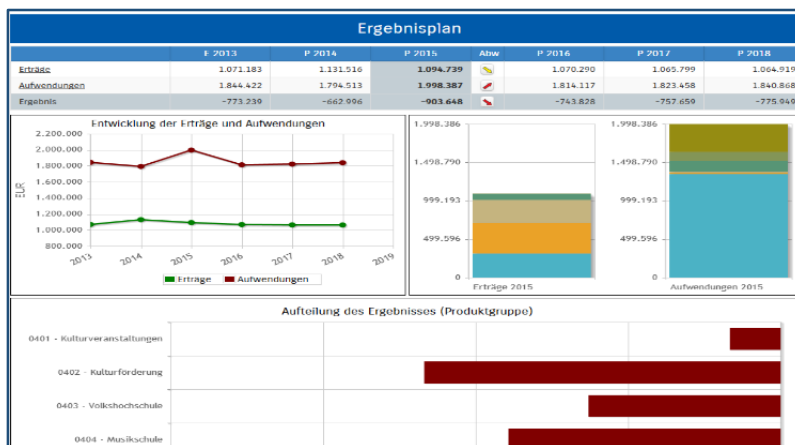 Ergebnisplan
E 2013 P 2014 P 2015 Abw P 2016 P 2017 P 2018
Erträge 1.071.183 1.131.516 1.094.739 1.070.290 1.065.799 1.064.919
Aufwendungen 1.844.422 1.794.513 1.998.387 1.814.117 1.823.458 1.840.868
Ergebnis -773.239 -662.996 -903.648 -743.828 -757.659 -775.949
Entwicklung der Erträge und Aufwendungen
2.200.000
2.000.000
1.800.000
1.600.000
1.400.000
1.200.000
1.000.000
800.000
EUR
2013 2014 2015 2016 2017 2018 2019
Erträge Aufwendungen
1.998.386
1.498.790
999.193
499.596
0
Erträge 2015
1.998.386
1.498.790
999.193
499.596
0
Aufwendungen 2015
Aufteilung des Ergebnisses (Produktgruppe)
0401 - Kulturveranstaltungen
0402 - Kulturförderung
0403 - Volkshochschule
0404 - Musikschule